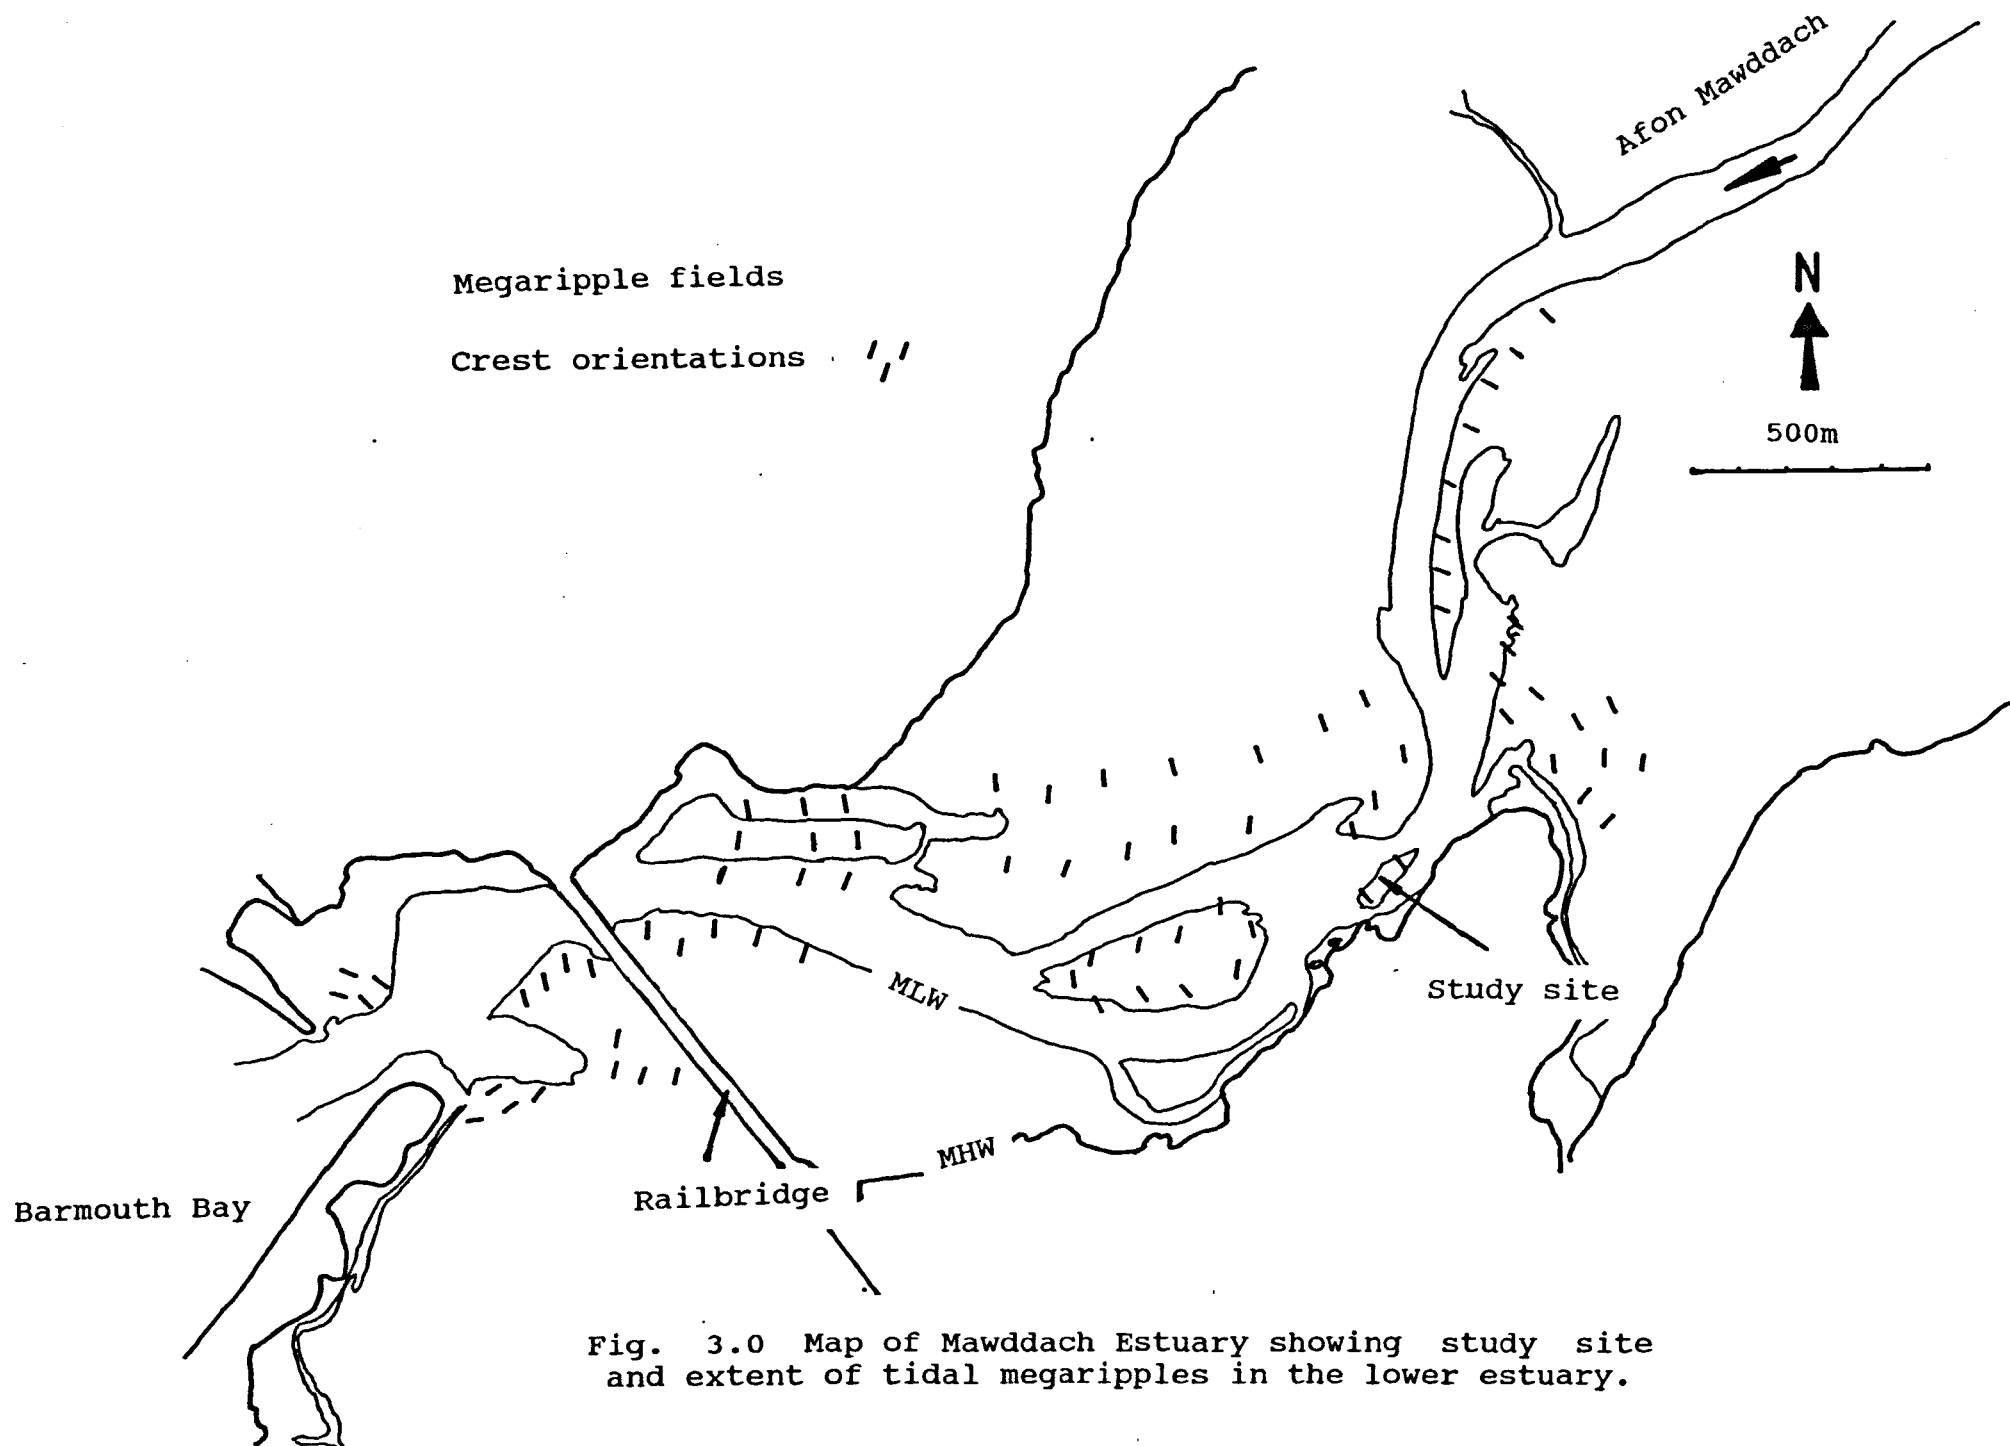 Afon Mawddach
Megaripple fields
Crest orientations
N
500m
MLW
Study site
MHW
Railbridge
Barmouth Bay
Fig. 3.0 Map of Mawddach Estuary showing study site
and extent of tidal megaripples in the lower estuary.